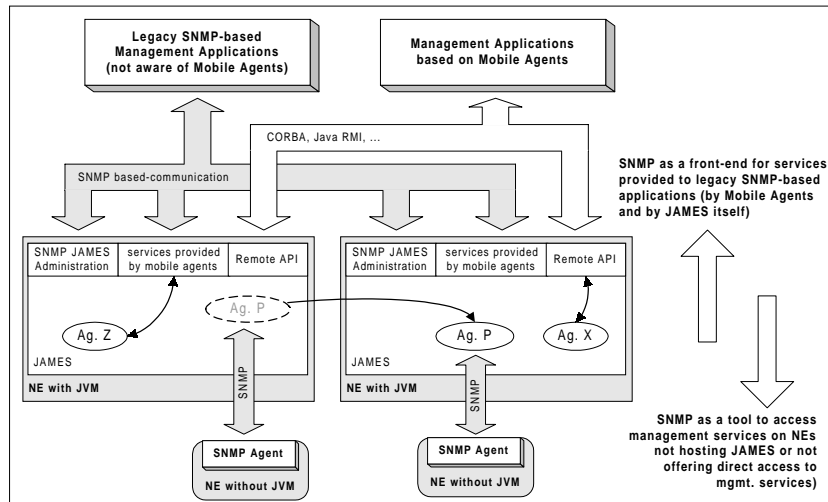 Legacy SNMP-based
Management Applications
(not aware of Mobile Agents)
Management Applications
based on Mobile Agents
CORBA, Java RMI, ...
SNMP based-communication
SNMP as a front-end for services
provided to legacy SNMP-based
applications (by Mobile Agents
and by JAMES itself)
SNMP JAMES
Administration
services provided
by mobile agents
Remote API
Ag. P
Ag. Z
JAMES
NE with JVM
SNMP
SNMP Agent
NE without JVM
SNMP JAMES
Administration
services provided
by mobile agents
Remote API
Ag. P
Ag. X
JAMES
NE with JVM
SNMP
SNMP Agent
NE without JVM
SNMP as a tool to access
management services on NEs
not hosting JAMES or not
offering direct access to
mgmt. services)